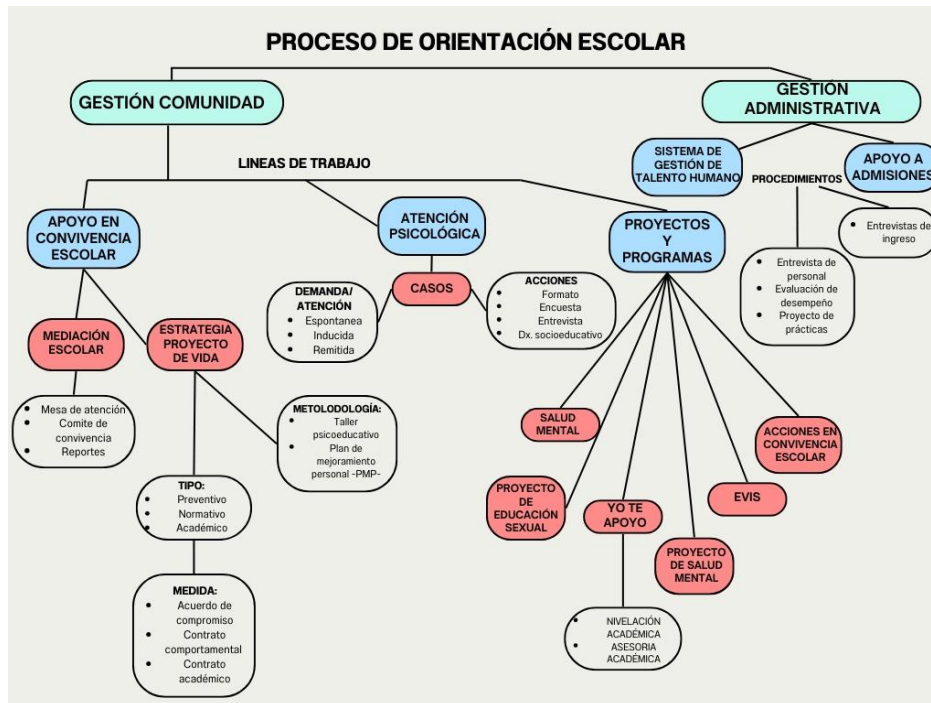 PROCESO DE ORIENTACIÓN ESCOLAR
GESTIÓN COMUNIDAD
GESTIÓN
ADMINISTRATIVA
LINEAS DE TRABAJO
SISTEMA DE
GESTIÓN DE
TALENTO HUMANO
APOYO A
ADMISIONES
PROCEDIMIENTOS
APOYO EN
CONVIVENCIA
ESCOLAR
ATENCIÓN
PSICOLÓGICA
PROYECTOS
Y
PROGRAMAS
Entrevistas de
ingreso
Entrevista de
personal
Evaluación de
desempeño
Proyecto de
prácticas
DEMANDA/
ATENCIÓN
Espontanea
Inducida
Remitida
CASOS
ACCIONES
Formato
Encuesta
Entrevista
Dx. socioeducativo
MEDIACIÓN
ESCOLAR
ESTRATEGIA
PROYECTO
DE VIDA
Mesa de atención
Comite de
convivencia
Reportes
METOLODOLOGÍA:
Taller
psicoeducativo
Plan de
mejoramiento
personal -PMP-
TIPO:
Preventivo
Normativo
Académico
MEDIDA:
Acuerdo de
compromiso
Contrato
comportamental
Contrato
académico
SALUD
MENTAL
PROYECTO
DE
EDUCACIÓN
SEXUAL
YO TE
APOYO
PROYECTO
DE SALUD
MENTAL
EVIS
ACCIONES EN
CONVIVENCIA
ESCOLAR
NIVELACIÓN
ACADÉMICA
ASESORIA
ACADÉMICA